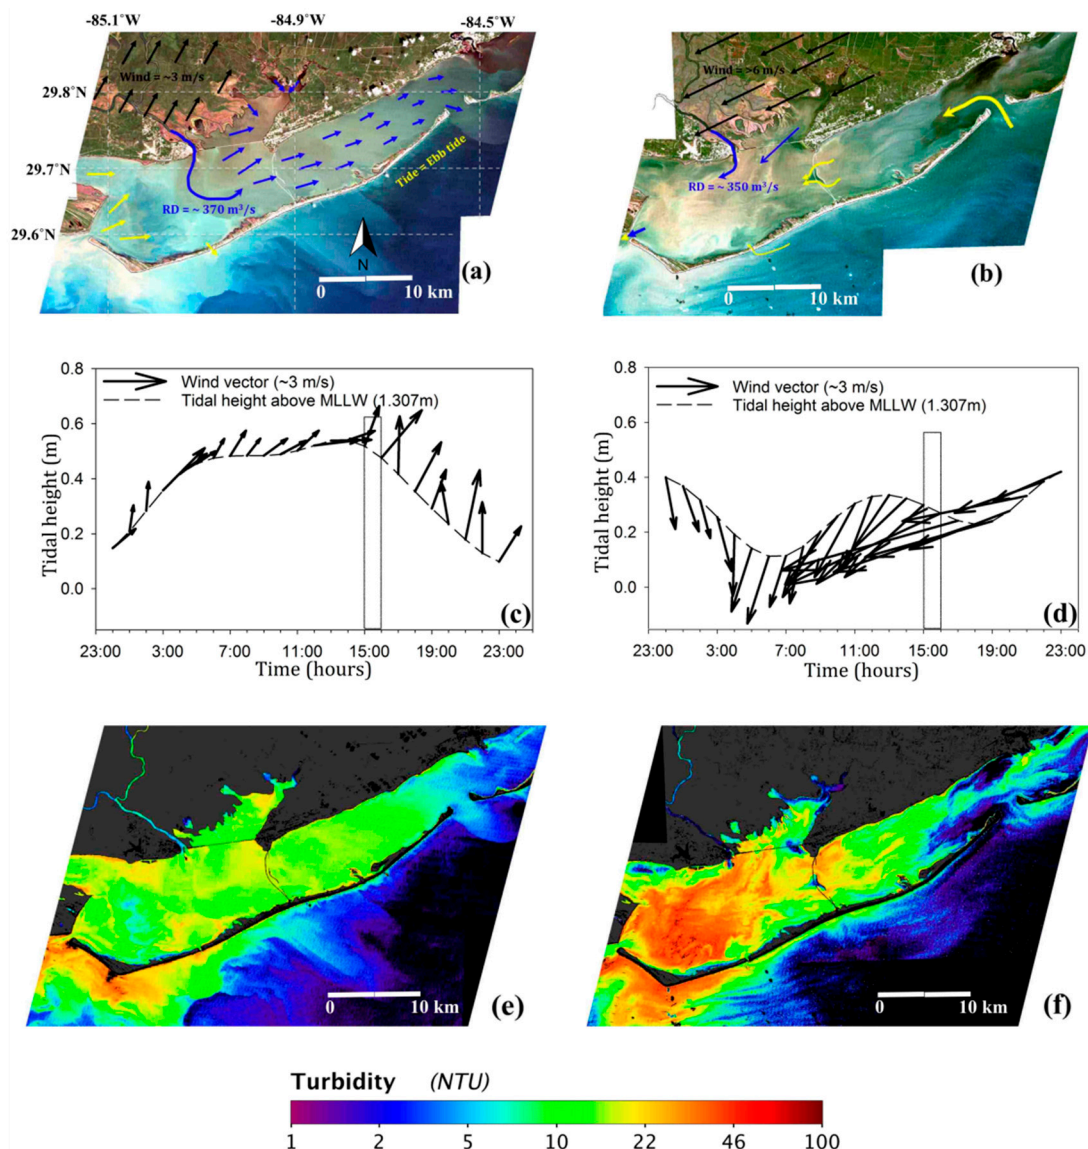 -85.1°W -84.9°W -84.5°W
Wind = ~3 m/s
29.8°N
29.7°N
29.6°N
Tide = Ebb tide
RD = ~ 370 m³/s
N
0 10 km
(a)
Wind = >6 m/s
RD = ~ 350 m³/s
0 10 km
(b)
Wind vector (~3 m/s)
Tidal height above MLLW (1.307m)
0.8
0.6
0.4
0.2
0.0
Tidal height (m)
(c)
23:00 3:00 7:00 11:00 15:00 19:00 23:00
Time (hours)
Wind vector (~3 m/s)
Tidal height above MLLW (1.307m)
0.8
0.6
0.4
0.2
0.0
Tidal height (m)
(d)
23:00 3:00 7:00 11:00 15:00 19:00 23:00
Time (hours)
0 10 km
(e)
0 10 km
(f)
Turbidity (NTU)
1 2 5 10 22 46 100